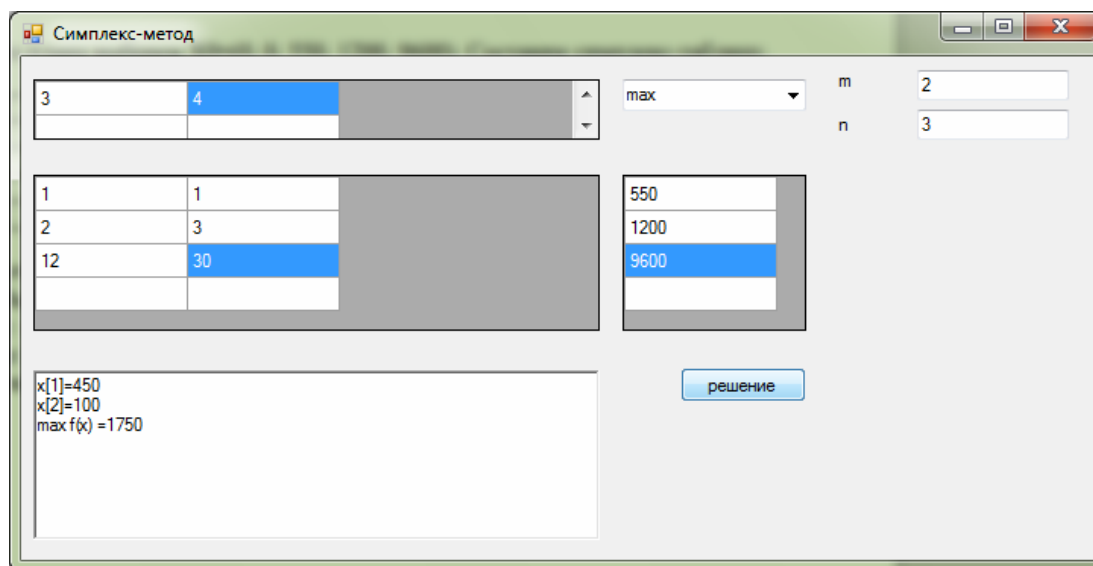 Симплекс-метод
3 4
max
m 2
n 3
1 1
2 3
12 30
550
1200
9600
x[1]=450
x[2]=100
max f(x) =1750
решение